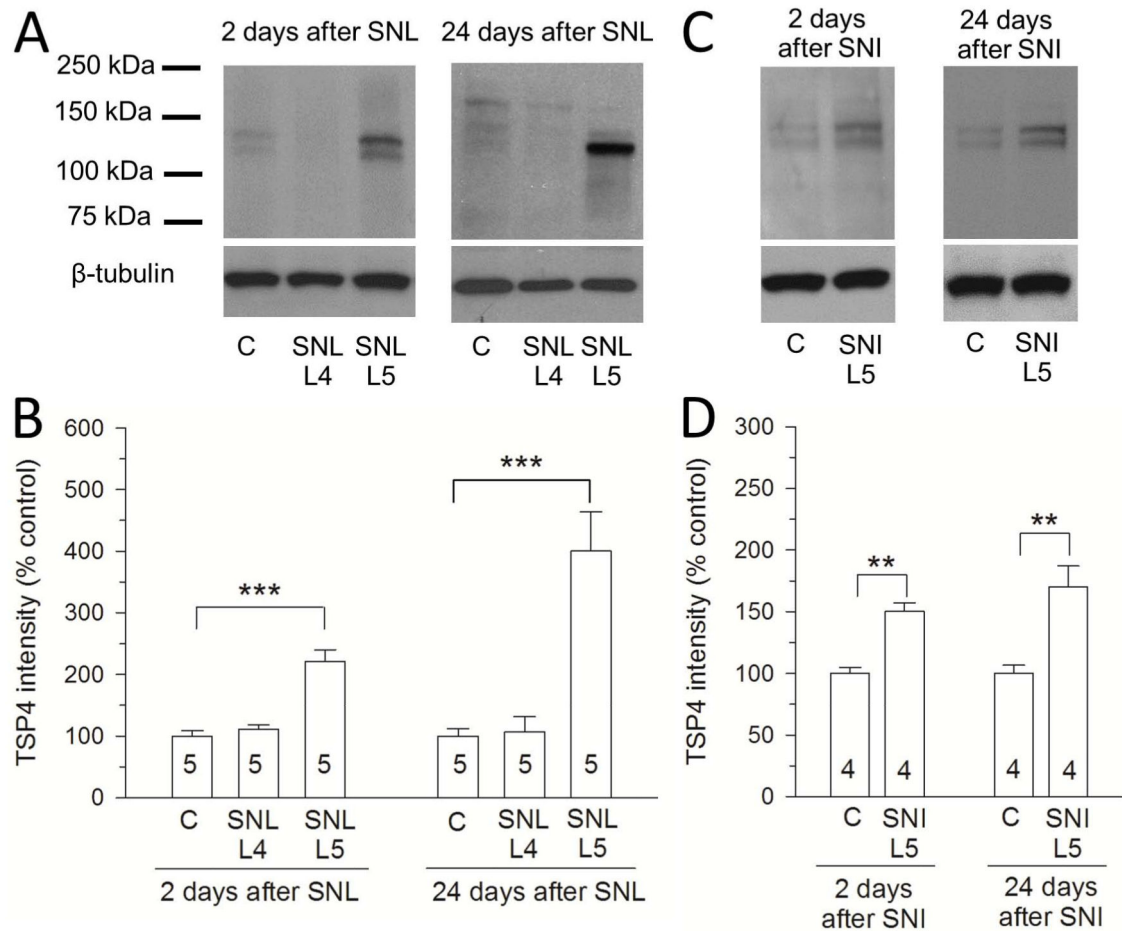 A
2 days after SNL
24 days after SNL
250 kDa
150 kDa
100 kDa
75 kDa
β-tubulin
C
SNL
L4
SNL
L5
C
SNL
L4
SNL
L5
C
2 days
after SNI
24 days
after SNI
C
SNI
L5
C
SNI
L5
B
TSP4 intensity (% control)
600
500
450
400
300
200
100
0
***
***
5
5
5
5
5
5
C
SNL
L4
SNL
L5
C
SNL
L4
SNL
L5
2 days after SNL
24 days after SNL
D
TSP4 intensity (% control)
300
250
200
150
100
50
0
**
**
4
4
4
4
C
SNI
L5
C
SNI
L5
2 days
after SNI
24 days
after SNI